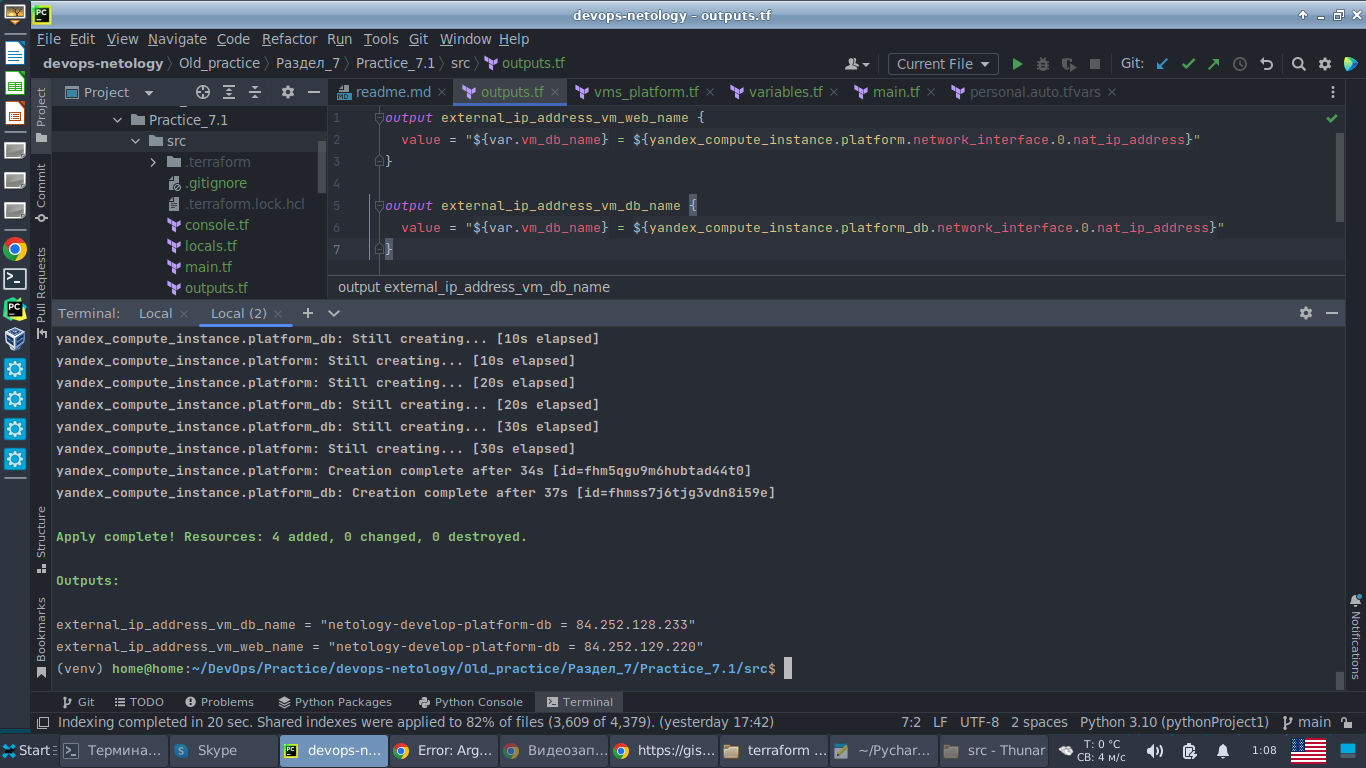 devops-netology – outputs.tf
File Edit View Navigate Code Refactor Run Tools Git Window Help
devops-netology Old_practice Раздел_7 Practice_7.1 src outputs.tf Current File Git:
Project readme.md outputs.tf vms_platform.tf variables.tf main.tf personal.auto.tfvars
Project
Commit
Pull Requests
Structure
Bookmarks
Practice_7.1
src
.terraform
.gitignore
.terraform.lock.hcl
console.tf
locals.tf
main.tf
outputs.tf
1 output external_ip_address_vm_web_name {
2 value = "${var.vm_db_name} = ${yandex_compute_instance.platform.network_interface.0.nat_ip_address}"
3 }
4
5 output external_ip_address_vm_db_name {
6 value = "${var.vm_db_name} = ${yandex_compute_instance.platform_db.network_interface.0.nat_ip_address}"
7 }
output external_ip_address_vm_db_name
Terminal: Local Local (2)
yandex_compute_instance.platform_db: Still creating... [10s elapsed]
yandex_compute_instance.platform: Still creating... [10s elapsed]
yandex_compute_instance.platform: Still creating... [20s elapsed]
yandex_compute_instance.platform_db: Still creating... [20s elapsed]
yandex_compute_instance.platform_db: Still creating... [30s elapsed]
yandex_compute_instance.platform: Still creating... [30s elapsed]
yandex_compute_instance.platform: Creation complete after 34s [id=fhm5qgu9m6hubtad44t0]
yandex_compute_instance.platform_db: Creation complete after 37s [id=fhmss7j6tjg3vdn8i59e]
Apply complete! Resources: 4 added, 0 changed, 0 destroyed.
Outputs:
external_ip_address_vm_db_name = "netology-develop-platform-db = 84.252.128.233"
external_ip_address_vm_web_name = "netology-develop-platform-db = 84.252.129.220"
(venv) home@home:~/DevOps/Practice/devops-netology/Old_practice/Раздел_7/Practice_7.1/src$
Notifications
Git TODO Problems Python Packages Python Console Terminal
Indexing completed in 20 sec. Shared indexes were applied to 82% of files (3,609 of 4,379). (yesterday 17:42) 7:2 LF UTF-8 2 spaces Python 3.10 (pythonProject1) main
Start Термина... Skype devops-n... Error: Arg... Видеозап... https://gis... terraform ... ~/Pychar... src - Thunar T: 0 °C 1:08
СВ: 4 м/с